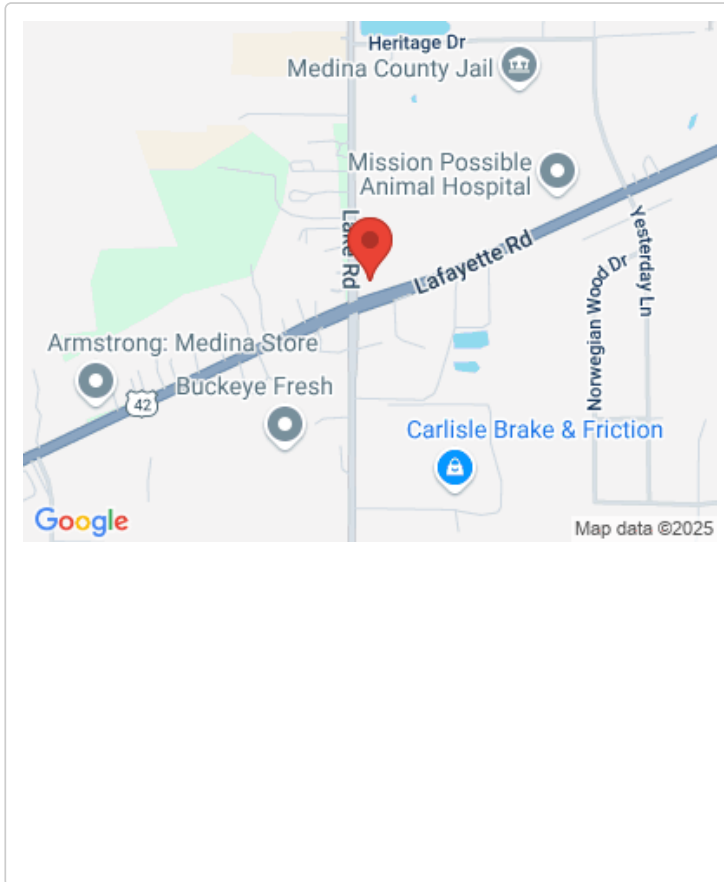 Heritage Dr
Medina County Jail
Mission Possible
Animal Hospital
Lake Rd
Lafayette Rd
Yesterday Ln
Norwegian Wood Dr
Armstrong: Medina Store
42
Buckeye Fresh
Carlisle Brake & Friction
Google
Map data ©2025